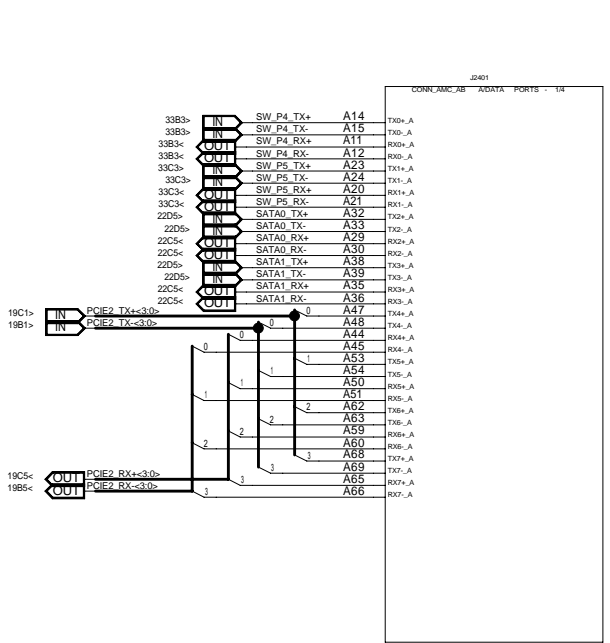 J2401
CONN_AMC_AB A/DATA PORTS - 1/4
33B3> IN SW_P4_TX+ A14 TX0+_A
33B3> IN SW_P4_TX- A15 TX0-_A
33B3< OUT SW_P4_RX+ A11 RX0+_A
33B3< OUT SW_P4_RX- A12 RX0-_A
33C3> IN SW_P5_TX+ A23 TX1+_A
33C3> IN SW_P5_TX- A24 TX1-_A
33C3< OUT SW_P5_RX+ A20 RX1+_A
33C3< OUT SW_P5_RX- A21 RX1-_A
22D5> IN SATA0_TX+ A32 TX2+_A
22D5> IN SATA0_TX- A33 TX2-_A
22C5< OUT SATA0_RX+ A29 RX2+_A
22C5< OUT SATA0_RX- A30 RX2-_A
22D5> IN SATA1_TX+ A38 TX3+_A
22D5> IN SATA1_TX- A39 TX3-_A
22C5< OUT SATA1_RX+ A35 RX3+_A
22C5< OUT SATA1_RX- A36 RX3-_A
19C1> IN PCIE2_TX+<3:0> 0 A47 TX4+_A
19B1> IN PCIE2_TX-<3:0> 0 A48 TX4-_A
0 A44 RX4+_A
0 A45 RX4-_A
1 A53 TX5+_A
1 A54 TX5-_A
1 A50 RX5+_A
1 A51 RX5-_A
2 A62 TX6+_A
2 A63 TX6-_A
2 A59 RX6+_A
2 A60 RX6-_A
3 A68 TX7+_A
3 A69 TX7-_A
19C5< OUT PCIE2_RX+<3:0> 3 A65 RX7+_A
19B5< OUT PCIE2_RX-<3:0> 3 A66 RX7-_A